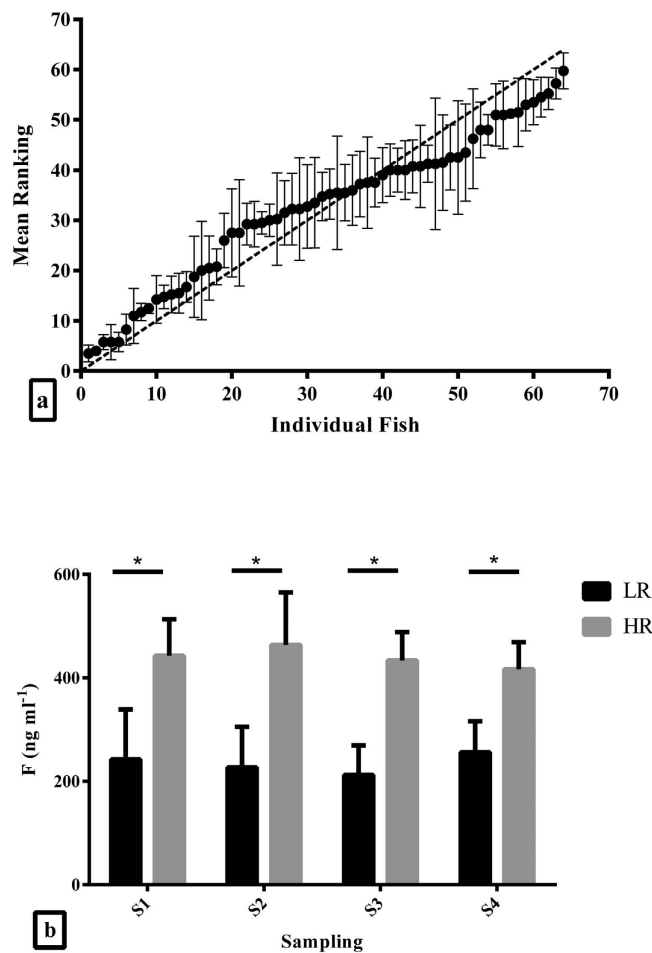 70
60
50
40
30
20
10
0
Mean Ranking
0 10 20 30 40 50 60 70
Individual Fish
a
600
400
200
0
F (ng ml-1)
* * * *
LR
HR
S1 S2 S3 S4
Sampling
b